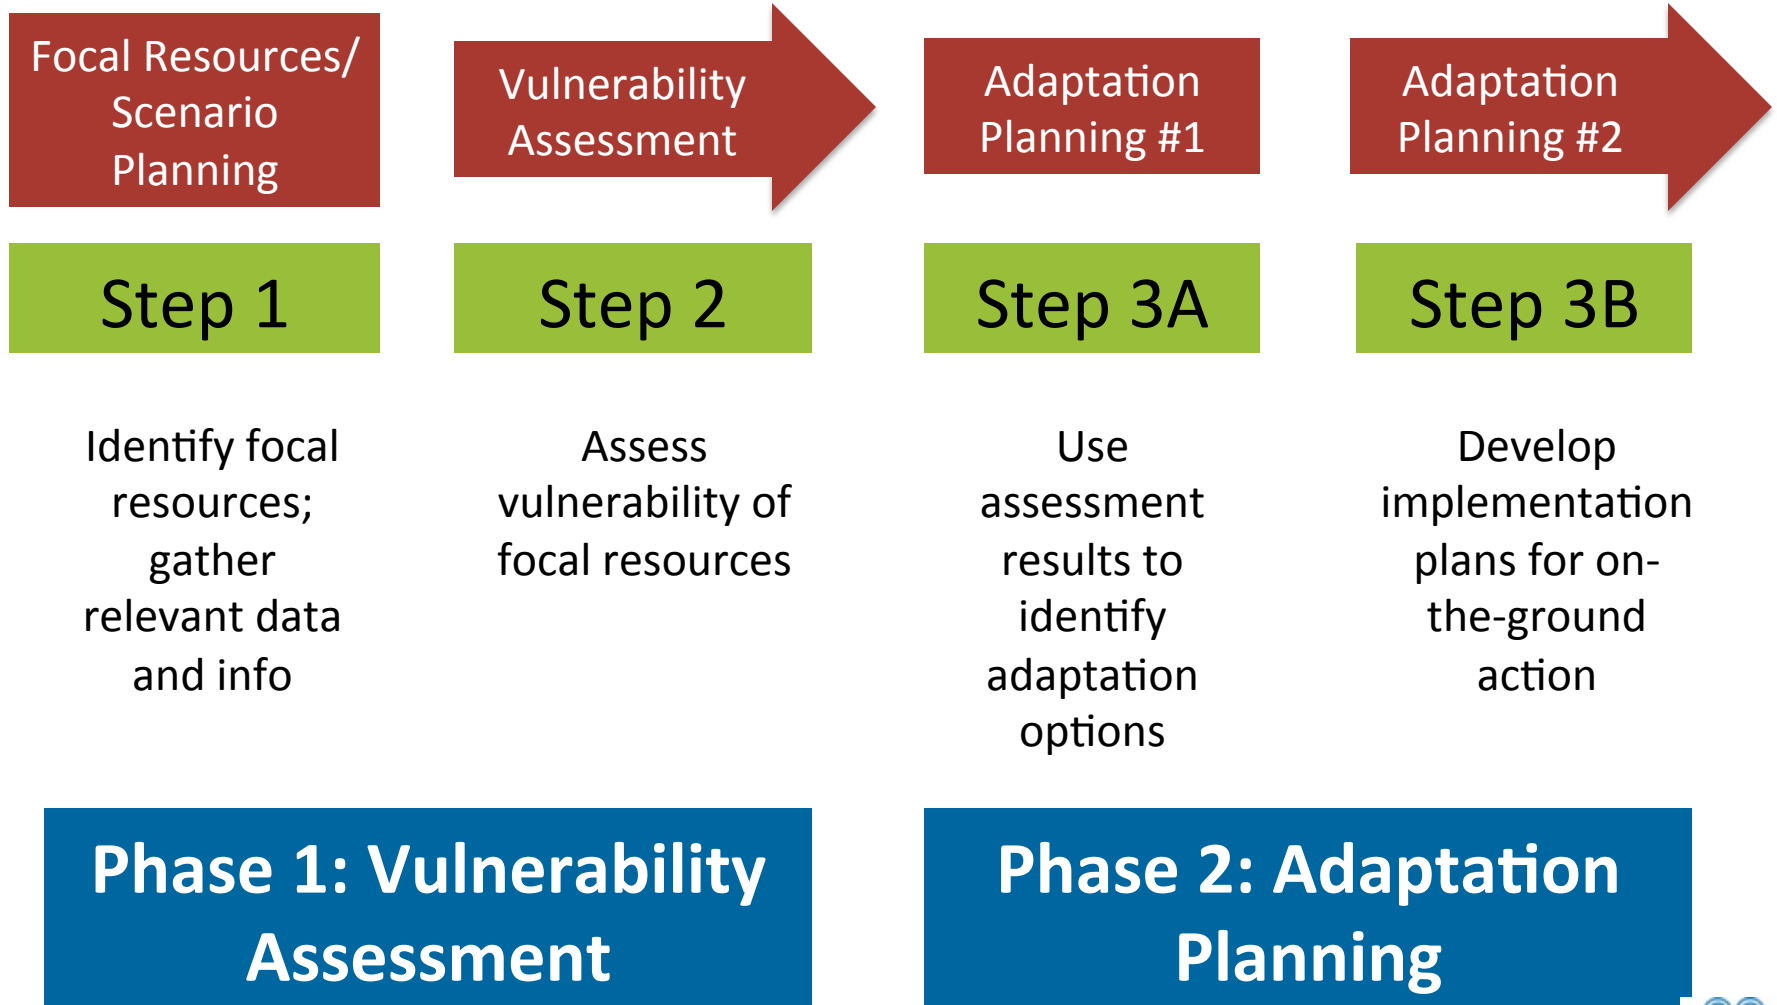 Focal Resources/
Scenario
Planning
Vulnerability
Assessment
Adaptation
Planning #1
Adaptation
Planning #2
Step 1
Step 2
Step 3A
Step 3B
Identify focal
resources;
gather
relevant data
and info
Assess
vulnerability of
focal resources
Use
assessment
results to
identify
adaptation
options
Develop
implementation
plans for on-
the-ground
action
Phase 1: Vulnerability
Assessment
Phase 2: Adaptation
Planning